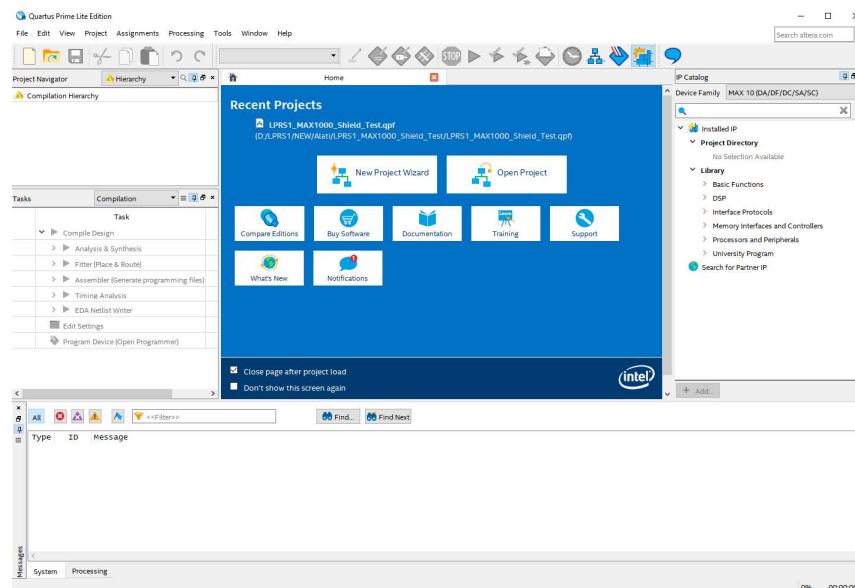 Quartus Prime Lite Edition
File Edit View Project Assignments Processing Tools Window Help
Search altera.com
STOP
Project Navigator
Hierarchy
Home
IP Catalog
Compilation Hierarchy
Device Family MAX 10 (DA/DF/DC/SA/SC)
Recent Projects
LPRS1_MAX1000_Shield_Test.qpf
(D:/LPRS1/NEW/Alati/LPRS1_MAX1000_Shield_Test/LPRS1_MAX1000_Shield_Test.qpf)
New Project Wizard
Open Project
Compare Editions
Buy Software
Documentation
Learn
Training
Support
What's New
Notifications
Close page after project load
Don't show this screen again
intel
Installed IP
Project Directory
No Selection Available
Library
Basic Functions
DSP
Interface Protocols
Memory Interfaces and Controllers
Processors and Peripherals
University Program
Search for Partner IP
+ Add...
Tasks
Compilation
Task
Compile Design
Analysis & Synthesis
Fitter (Place & Route)
Assembler (Generate programming files)
Timing Analysis
EDA Netlist Writer
Edit Settings
Program Device (Open Programmer)
All
<<Filter>>
Find...
Find Next
Type ID Message
Messages
System Processing
0%